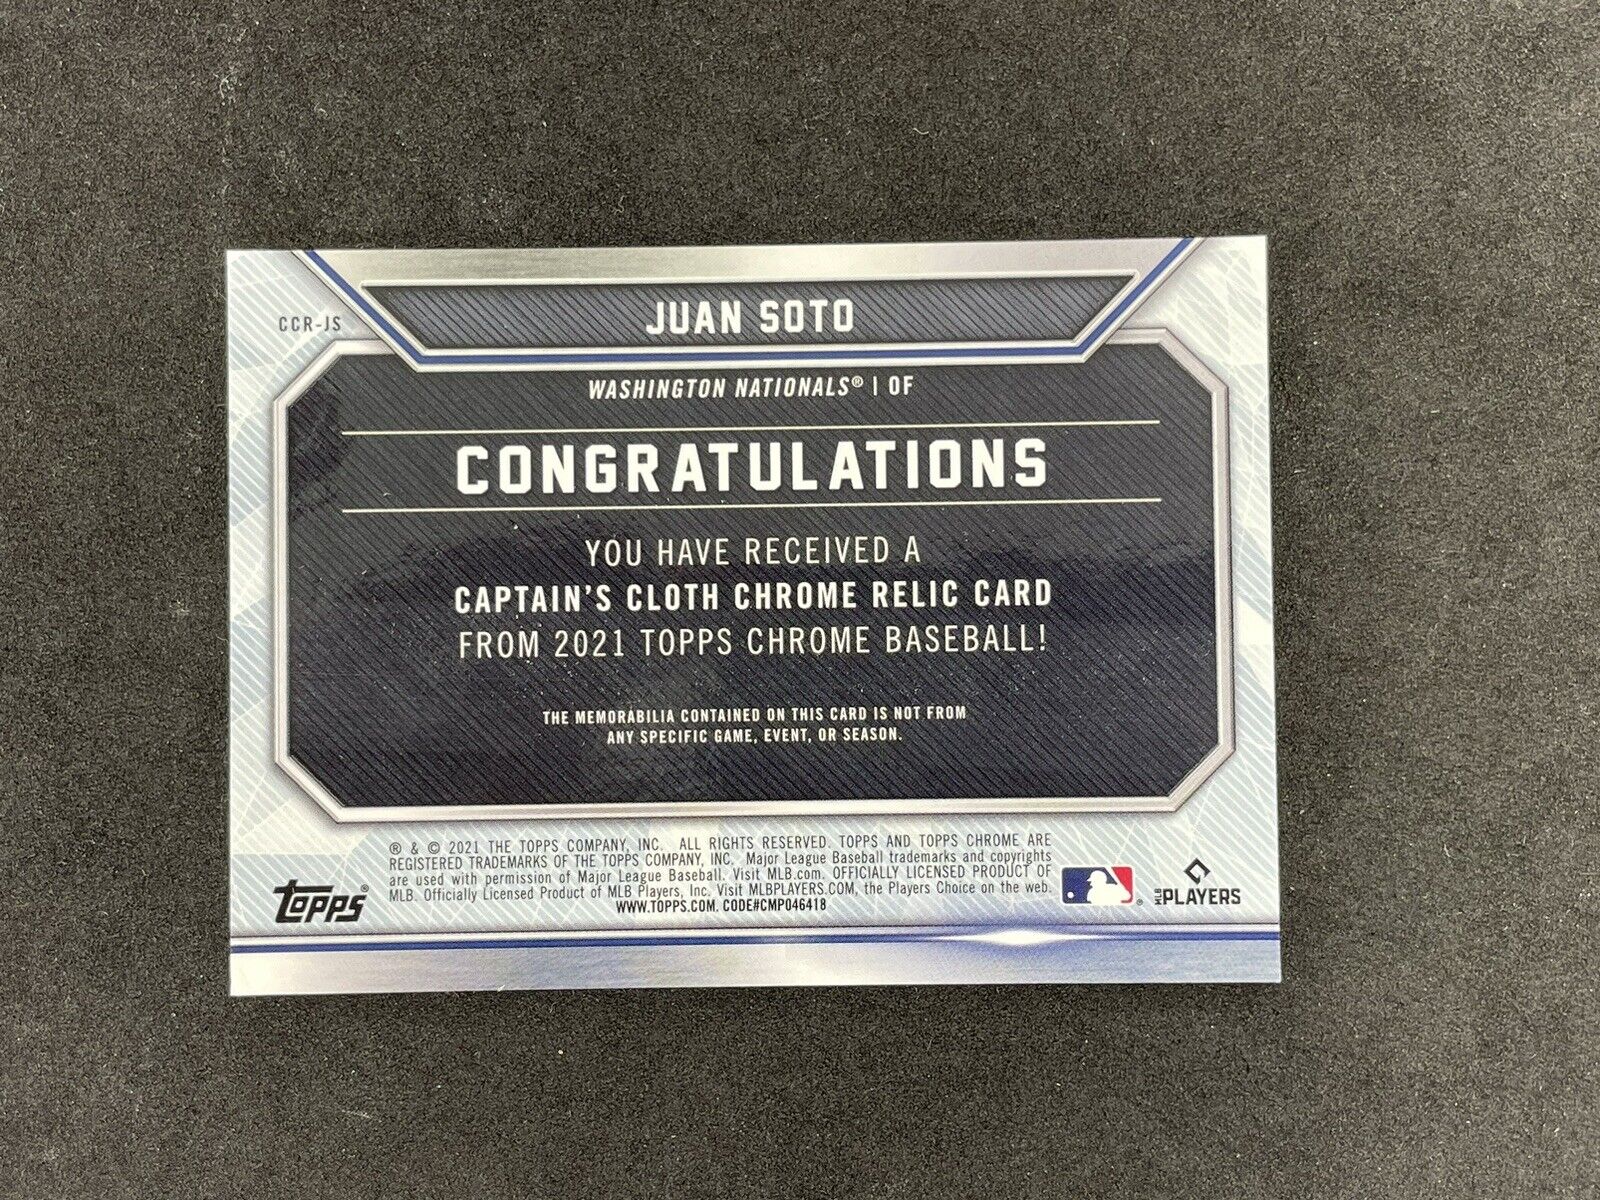 JUAN SOTO
CCR-JS
WASHINGTON NATIONALS® | OF
CONGRATULATIONS
YOU HAVE RECEIVED A
CAPTAIN'S CLOTH CHROME RELIC CARD
FROM 2021 TOPPS CHROME BASEBALL!
THE MEMORABILIA CONTAINED ON THIS CARD IS NOT FROM
ANY SPECIFIC GAME, EVENT, OR SEASON.
® & © 2021 THE TOPPS COMPANY, INC. ALL RIGHTS RESERVED. TOPPS AND TOPPS CHROME ARE
REGISTERED TRADEMARKS OF THE TOPPS COMPANY, INC. Major League Baseball trademarks and copyrights
are used with permission of Major League Baseball. Visit MLB.com. OFFICIALLY LICENSED PRODUCT OF
MLB. Officially Licensed Product of MLB Players, Inc. Visit MLBPLAYERS.COM, the Players Choice on the web.
WWW.TOPPS.COM. CODE#CMP046418
topps®
®
MLB PLAYERS